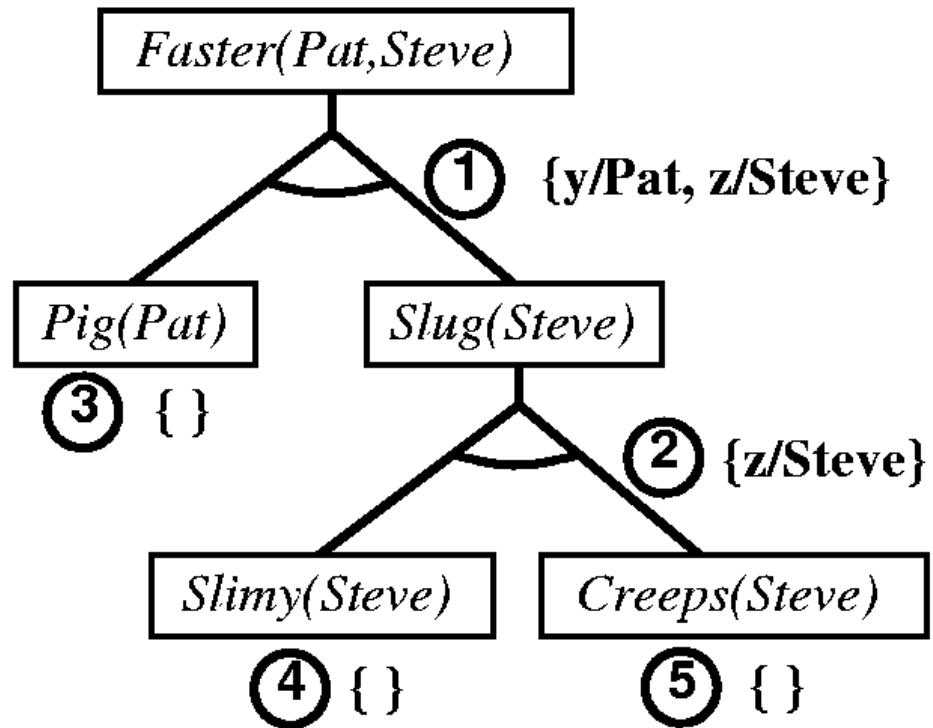 Faster(Pat,Steve)
1 {y/Pat, z/Steve}
Pig(Pat) Slug(Steve)
3 { }
2 {z/Steve}
Slimy(Steve) Creeps(Steve)
4 { } 5 { }